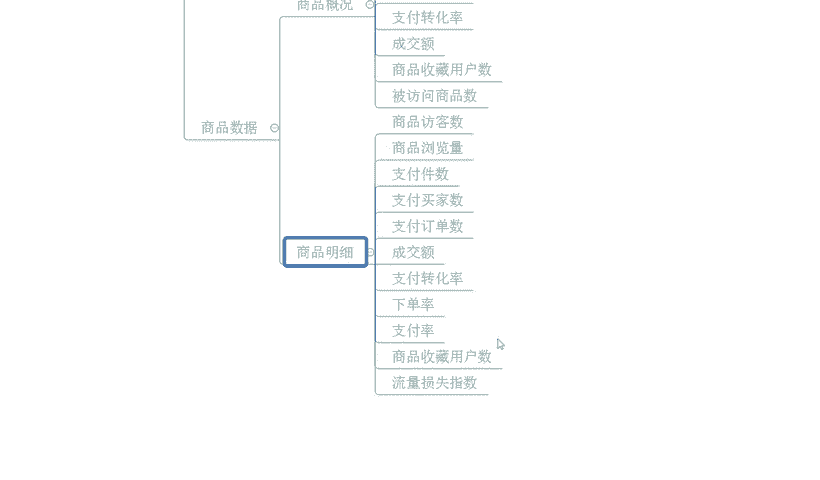 商品概况
支付转化率
成交额
商品收藏用户数
被访问商品数
商品数据
商品访客数
商品浏览量
支付件数
支付买家数
支付订单数
商品明细
成交额
支付转化率
下单率
支付率
商品收藏用户数
流量损失指数